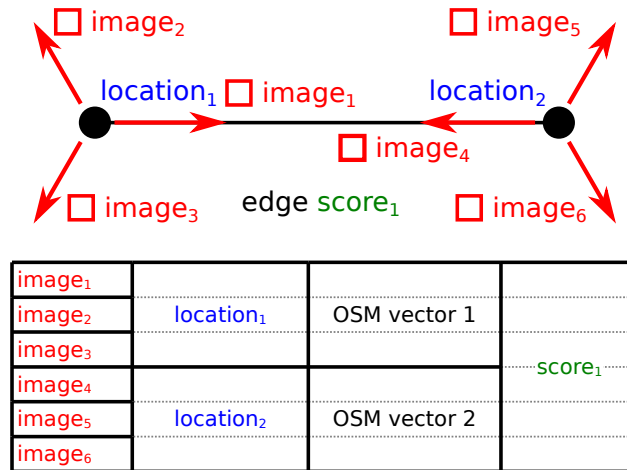 image₂
image₅
location₁
image₁
location₂
image₄
image₃
edge score₁
image₆
image₁
image₂
location₁
OSM vector 1
image₃
score₁
image₄
image₅
location₂
OSM vector 2
image₆